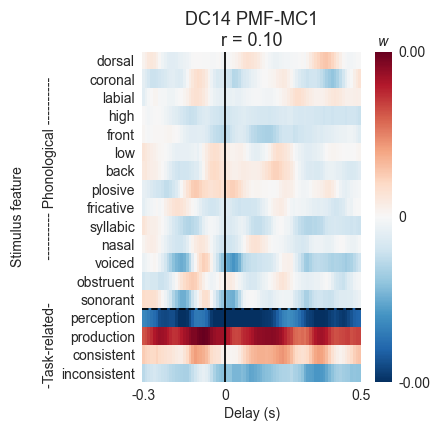 DC14 PMF-MC1
r = 0.10
w
dorsal
coronal
labial
high
front
low
back
plosive
fricative
syllabic
nasal
voiced
obstruent
sonorant
perception
production
consistent
inconsistent
Stimulus feature
----------- Phonological ----------
-Task-related-
-0.3
0
0.5
Delay (s)
0.00
0
-0.00